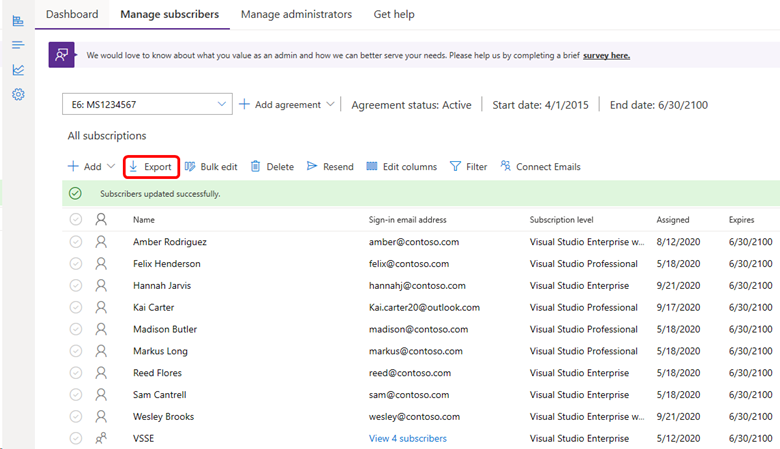 Dashboard Manage subscribers Manage administrators Get help
We would love to know about what you value as an admin and how we can better serve your needs. Please help us by completing a brief survey here.
E6: MS1234567 Add agreement Agreement status: Active Start date: 4/1/2015 End date: 6/30/2100
All subscriptions
Add Export Bulk edit Delete Resend Edit columns Filter Connect Emails
Subscribers updated successfully.
Name Sign-in email address Subscription level Assigned Expires
Amber Rodriguez amber@contoso.com Visual Studio Enterprise w... 8/12/2020 6/30/2100
Felix Henderson felix@contoso.com Visual Studio Professional 5/18/2020 6/30/2100
Hannah Jarvis hannahj@contoso.com Visual Studio Enterprise 9/21/2020 6/30/2100
Kai Carter Kai.carter20@outlook.com Visual Studio Professional 9/17/2020 6/30/2100
Madison Butler madison@contoso.com Visual Studio Professional 5/18/2020 6/30/2100
Markus Long markus@contoso.com Visual Studio Professional 5/18/2020 6/30/2100
Reed Flores reed@contoso.com Visual Studio Enterprise 5/18/2020 6/30/2100
Sam Cantrell sam@contoso.com Visual Studio Enterprise 5/18/2020 6/30/2100
Wesley Brooks wesley@contoso.com Visual Studio Enterprise 9/21/2020 6/30/2100
VSSE View 4 subscribers Visual Studio Enterprise 5/12/2020 6/30/2100